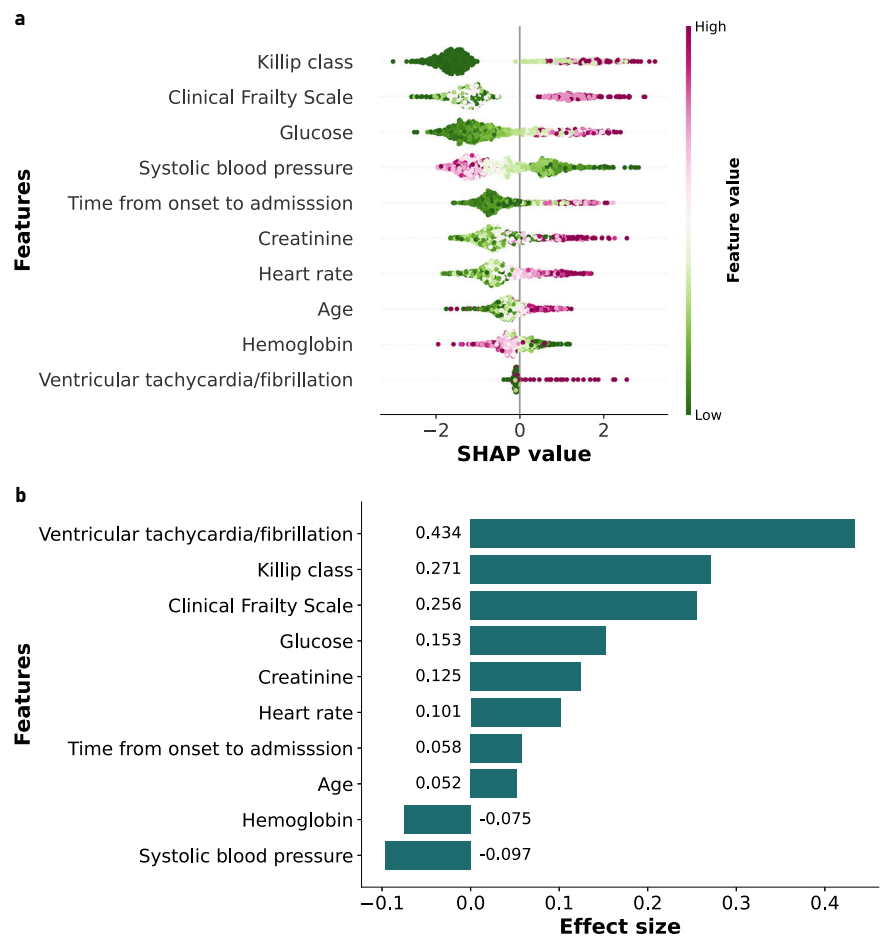 a
Features
Killip class
Clinical Frailty Scale
Glucose
Systolic blood pressure
Time from onset to admisssion
Creatinine
Heart rate
Age
Hemoglobin
Ventricular tachycardia/fibrillation
−2 0 2
SHAP value
High
Low
Feature value
b
Features
Ventricular tachycardia/fibrillation 0.434
Killip class 0.271
Clinical Frailty Scale 0.256
Glucose 0.153
Creatinine 0.125
Heart rate 0.101
Time from onset to admisssion 0.058
Age 0.052
Hemoglobin -0.075
Systolic blood pressure -0.097
−0.1 0.0 0.1 0.2 0.3 0.4
Effect size